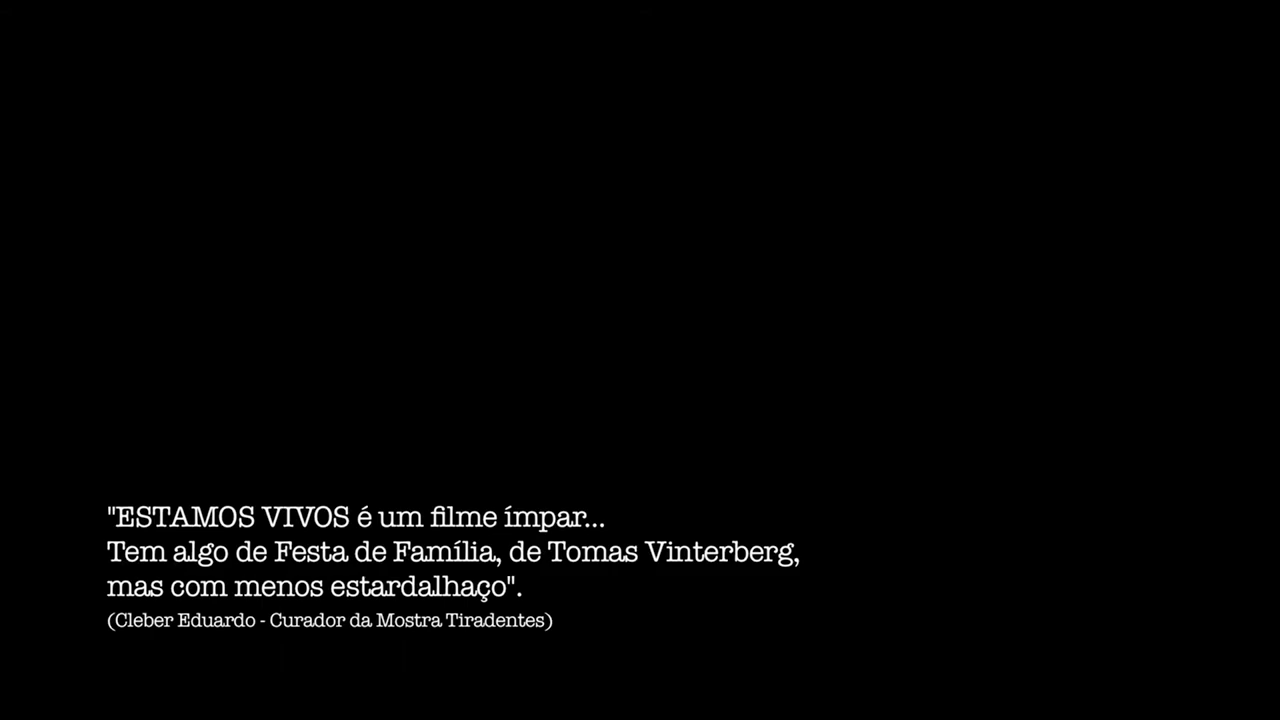 "ESTAMOS VIVOS é um filme ímpar...
Tem algo de Festa de Família, de Tomas Vinterberg,
mas com menos estardalhaço".
(Cleber Eduardo - Curador da Mostra Tiradentes)